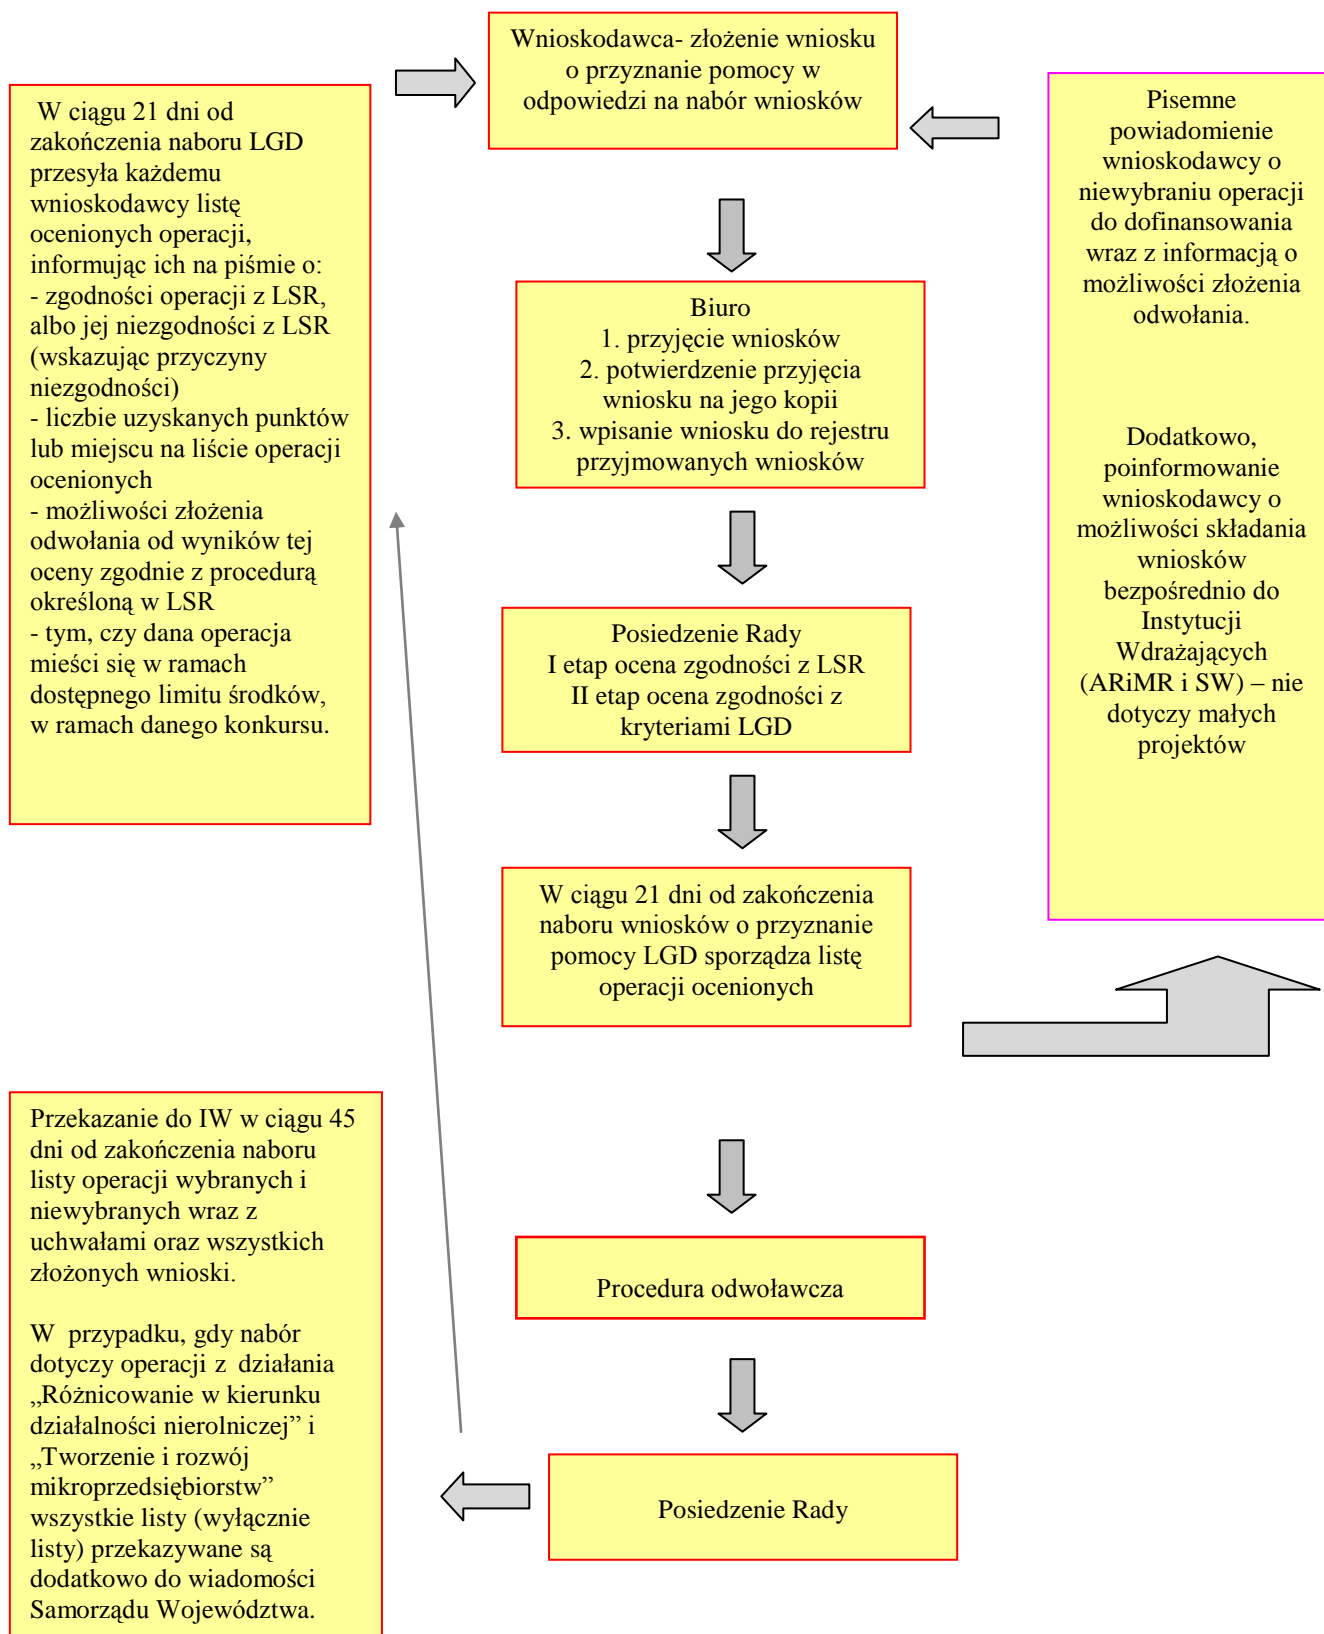 Wnioskodawca- złożenie wniosku
o przyznanie pomocy w
odpowiedzi na nabór wniosków
W ciągu 21 dni od
zakończenia naboru LGD
przesyła każdemu
wnioskodawcy listę
ocenionych operacji,
informując ich na piśmie o:
- zgodności operacji z LSR,
albo jej niezgodności z LSR
(wskazując przyczyny
niezgodności)
- liczbie uzyskanych punktów
lub miejscu na liście operacji
ocenionych
- możliwości złożenia
odwołania od wyników tej
oceny zgodnie z procedurą
określoną w LSR
- tym, czy dana operacja
mieści się w ramach
dostępnego limitu środków,
w ramach danego konkursu.
Pisemne
powiadomienie
wnioskodawcy o
niewybraniu operacji
do dofinansowania
wraz z informacją o
możliwości złożenia
odwołania.
Dodatkowo,
poinformowanie
wnioskodawcy o
możliwości składania
wniosków
bezpośrednio do
Instytucji
Wdrażających
(ARiMR i SW) – nie
dotyczy małych
projektów
Biuro
1. przyjęcie wniosków
2. potwierdzenie przyjęcia
wniosku na jego kopii
3. wpisanie wniosku do rejestru
przyjmowanych wniosków
Posiedzenie Rady
I etap ocena zgodności z LSR
II etap ocena zgodności z
kryteriami LGD
W ciągu 21 dni od zakończenia
naboru wniosków o przyznanie
pomocy LGD sporządza listę
operacji ocenionych
Procedura odwoławcza
Posiedzenie Rady
Przekazanie do IW w ciągu 45
dni od zakończenia naboru
listy operacji wybranych i
niewybranych wraz z
uchwałami oraz wszystkich
złożonych wnioski.
W  przypadku, gdy nabór
dotyczy operacji z  działania
„Różnicowanie w kierunku
działalności nierolniczej” i
„Tworzenie i rozwój
mikroprzedsiębiorstw”
wszystkie listy (wyłącznie
listy) przekazywane są
dodatkowo do wiadomości
Samorządu Województwa.